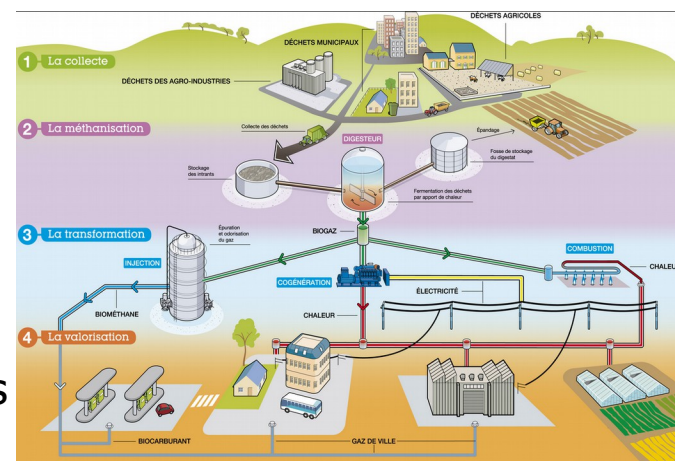 1 La collecte
DÉCHETS MUNICIPAUX
DÉCHETS AGRICOLES
DÉCHETS DES AGRO-INDUSTRIES
2 La méthanisation
Collecte des déchets
DIGESTEUR
Épandage
Fosse de stockage
du digestat
Stockage
des intrants
Fermentation des déchets
par apport de chaleur
3 La transformation
Épuration
et odorisation
du gaz
BIOGAZ
INJECTION
COGÉNÉRATION
COMBUSTION
CHALEU
ÉLECTRICITÉ
BIOMÉTHANE
CHALEUR
4 La valorisation
S
BIOCARBURANT
GAZ DE VILLE